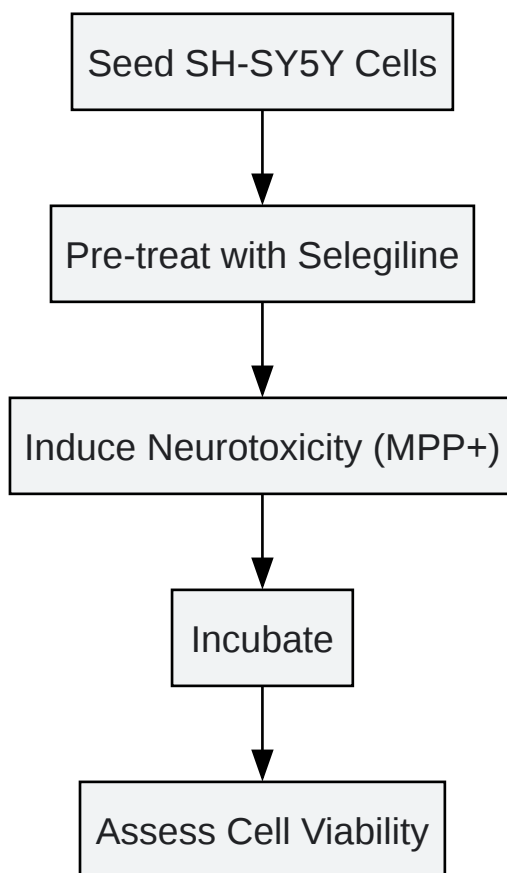 Seed SH-SY5Y Cells
Pre-treat with Selegiline
Induce Neurotoxicity (MPP+)
Incubate
Assess Cell Viability